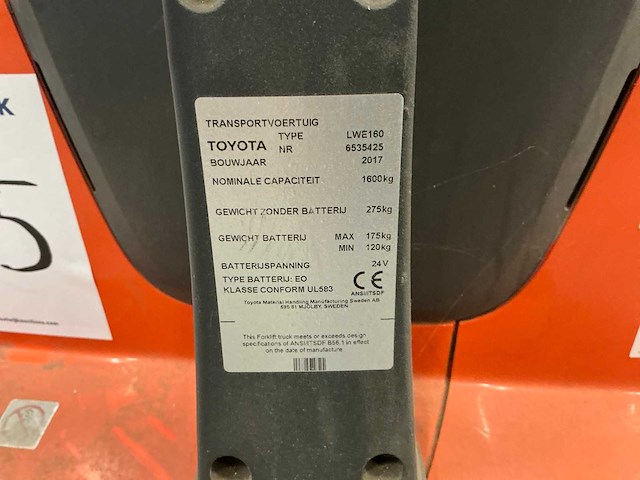 K
5
TRANSPORTVOERTUIG
TYPE LWE160
TOYOTA NR 6535425
BOUWJAAR 2017
NOMINALE CAPACITEIT 1600kg
GEWICHT ZONDER BATTERIJ 275kg
GEWICHT BATTERIJ MAX 175kg
MIN 120kg
BATTERIJSPANNING 24V
TYPE BATTERIJ: EO
KLASSE CONFORM UL583
CE
ANSI/ITSDF
Toyota Material Handling Manufacturing Sweden AB
595 81 MJÖLBY, SWEDEN
This Forklift truck meets or exceeds design
specifications of ANSI/ITSDF B56.1 in effect
on the date of manufacture